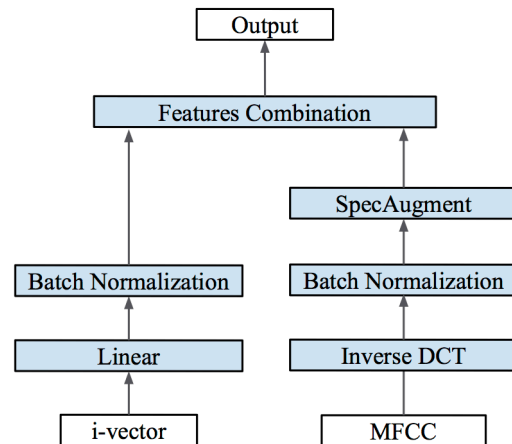 Output
Features Combination
SpecAugment
Batch Normalization
Batch Normalization
Linear
Inverse DCT
i-vector
MFCC